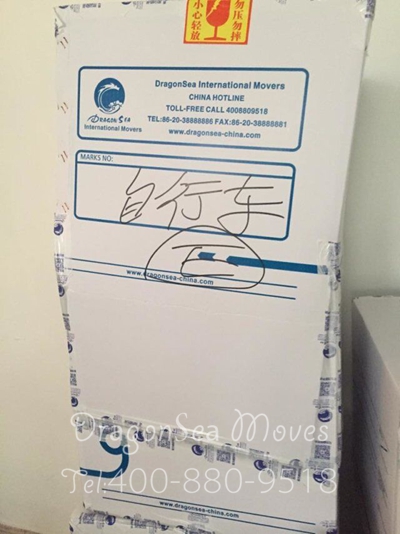 小心轻放
勿压勿摔
DragonSea International Movers
CHINA HOTLINE
TOLL-FREE CALL 4008809518
TEL:86-20-38888886 FAX:86-20-38888881
www.dragonsea-china.com
DRAGON SEA
International Movers
MARKS NO:
自行车
www.dragonsea-china.com
DragonSea Moves
Tel:400-880-9518
www.dragonsea-china.com